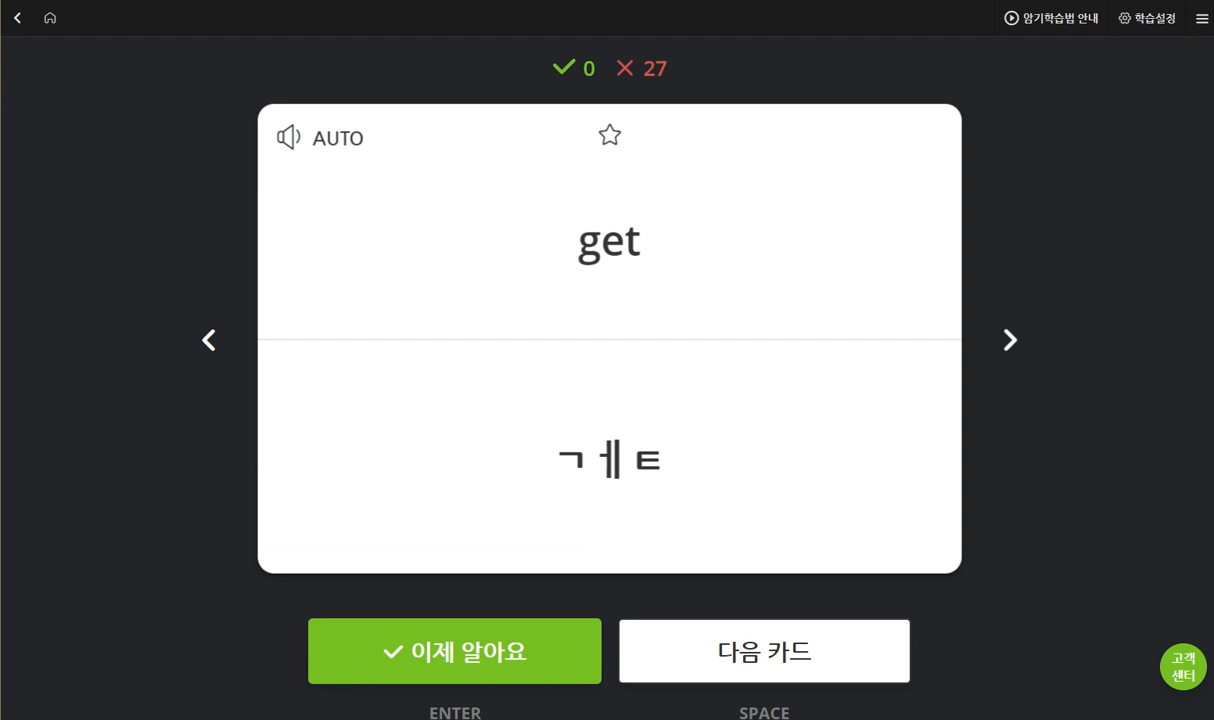 암기학습법 안내 학습설정
0 27
AUTO
get
ㄱ ㅔ ㅌ
이제 알아요 다음 카드
고객
센터
ENTER SPACE